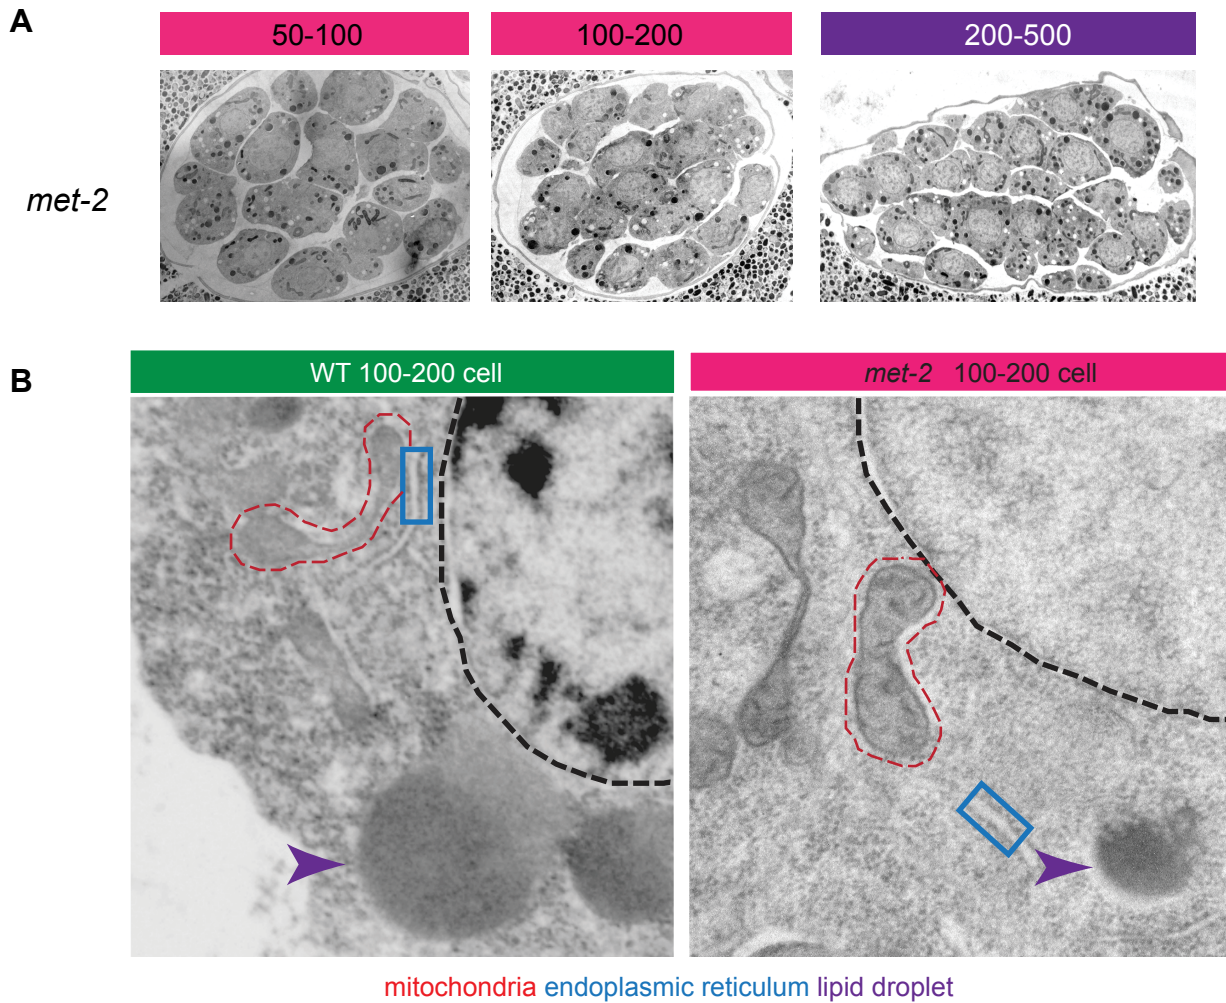 A
50-100
100-200
200-500
met-2
B
WT 100-200 cell
met-2 100-200 cell
mitochondria endoplasmic reticulum lipid droplet